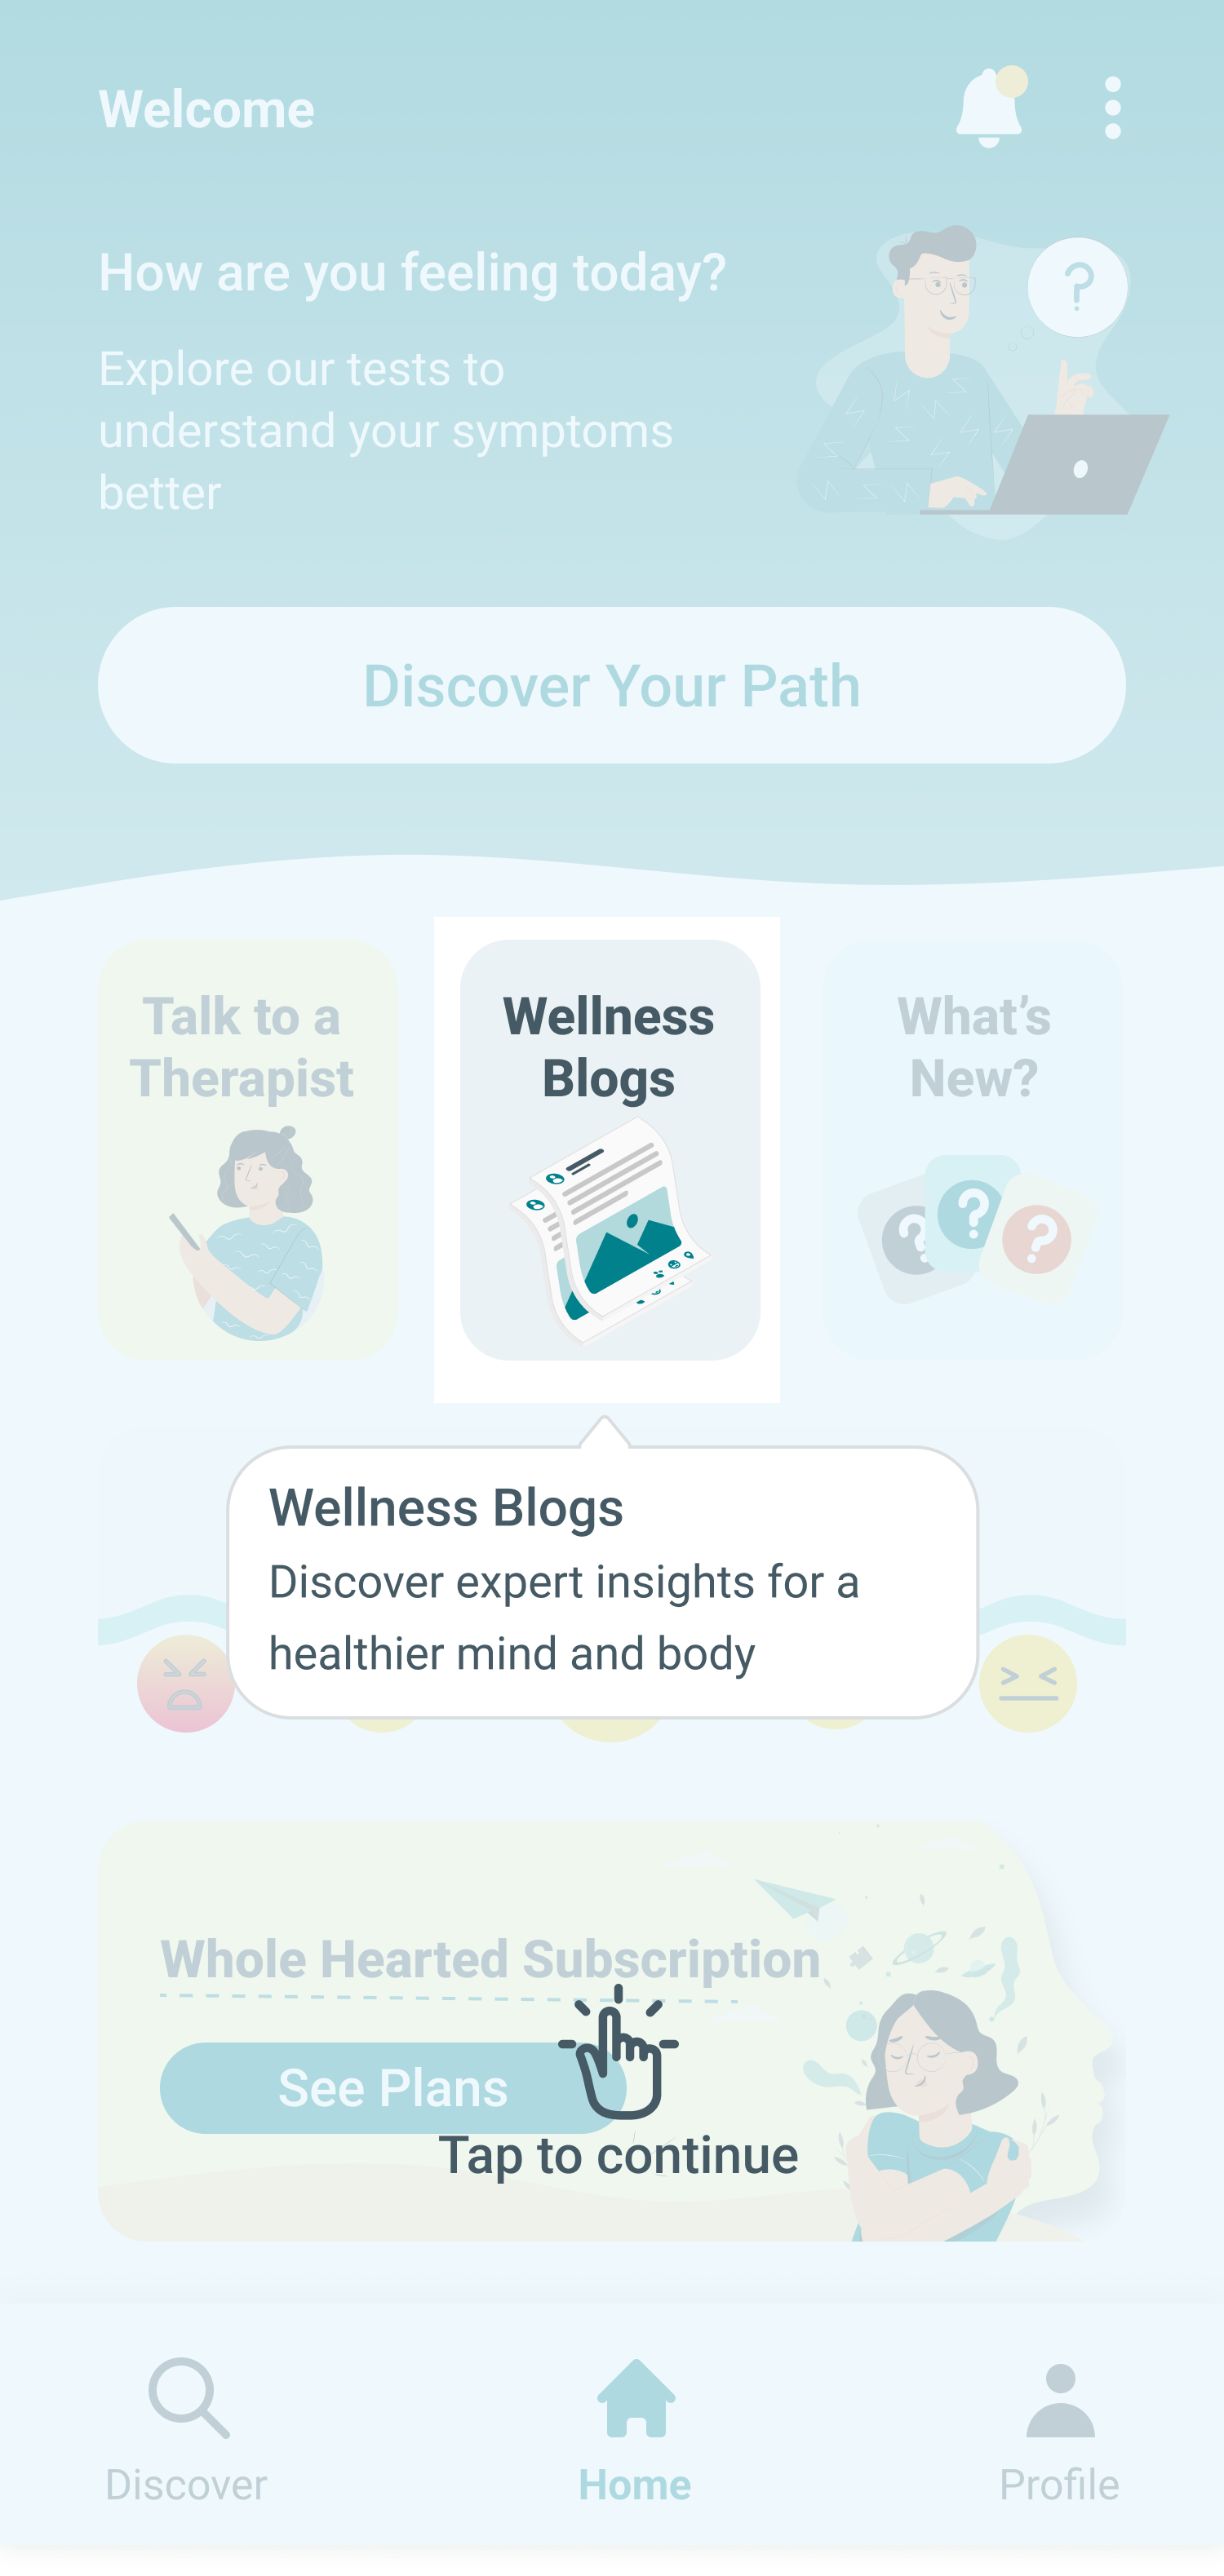 Welcome
How are you feeling today?
Explore our tests to
understand your symptoms
better
?
Discover Your Path
Talk to a
Therapist
Wellness
Blogs
What's
New?
? ? ?
Wellness Blogs
Discover expert insights for a
healthier mind and body
Whole Hearted Subscription
See Plans
Tap to continue
Discover
Home
Profile